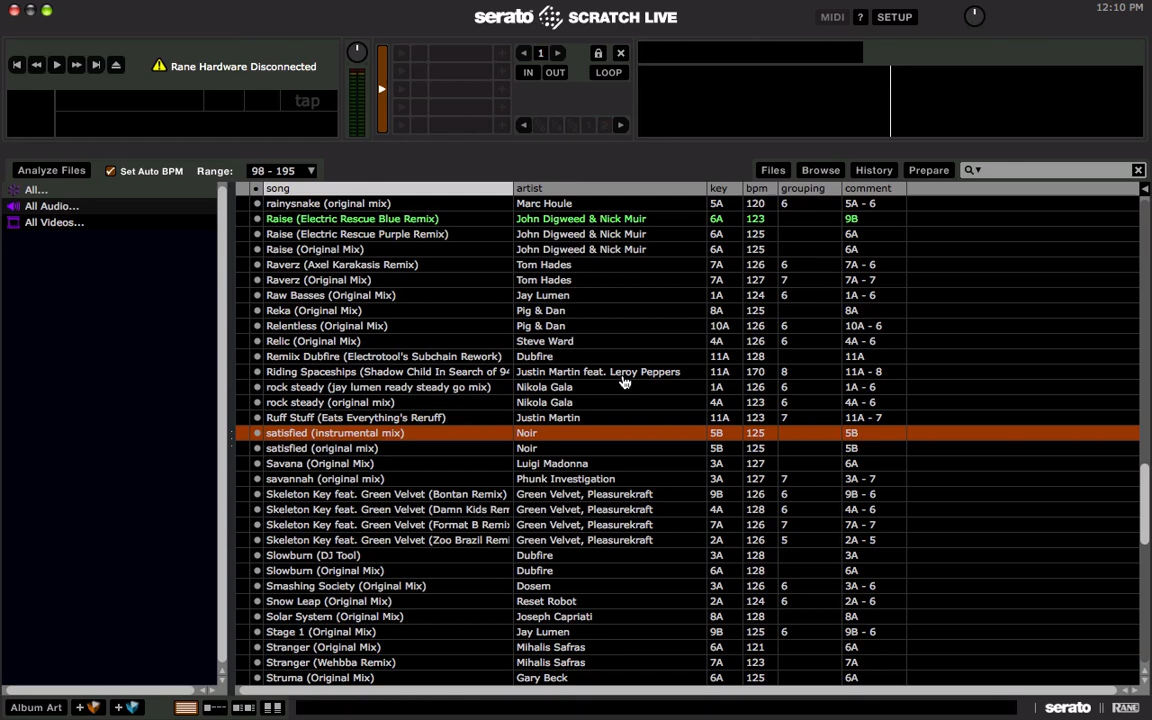 12:10 PM
serato SCRATCH LIVE
MIDI ? SETUP
Rane Hardware Disconnected
1
IN OUT LOOP
tap
Analyze Files Set Auto BPM Range: 98 - 195 Files Browse History Prepare
All...
All Audio...
All Videos...
song artist key bpm grouping comment
rainysnake (original mix) Marc Houle 5A 120 6 5A - 6
Raise (Electric Rescue Blue Remix) John Digweed & Nick Muir 6A 123 9B
Raise (Electric Rescue Purple Remix) John Digweed & Nick Muir 6A 125 6A
Raise (Original Mix) John Digweed & Nick Muir 6A 125 6A
Raverz (Axel Karakasis Remix) Tom Hades 7A 126 6 7A - 6
Raverz (Original Mix) Tom Hades 7A 127 7 7A - 7
Raw Basses (Original Mix) Jay Lumen 1A 124 6 1A - 6
Reka (Original Mix) Pig & Dan 8A 125 8A
Relentless (Original Mix) Pig & Dan 10A 126 6 10A - 6
Relic (Original Mix) Steve Ward 4A 126 6 4A - 6
Remiix Dubfire (Electrotool's Subchain Rework) Dubfire 11A 128 11A
Riding Spaceships (Shadow Child In Search of 94 Justin Martin feat. Leroy Peppers 11A 170 8 11A - 8
rock steady (jay lumen ready steady go mix) Nikola Gala 1A 126 6 1A - 6
rock steady (original mix) Nikola Gala 4A 123 6 4A - 6
Ruff Stuff (Eats Everything's Reruff) Justin Martin 11A 123 7 11A - 7
satisfied (instrumental mix) Noir 5B 125 5B
satisfied (original mix) Noir 5B 125 5B
Savana (Original Mix) Luigi Madonna 3A 127 6A
savannah (original mix) Phunk Investigation 3A 127 7 3A - 7
Skeleton Key feat. Green Velvet (Bontan Remix) Green Velvet, Pleasurekraft 9B 126 6 9B - 6
Skeleton Key feat. Green Velvet (Damn Kids Rem Green Velvet, Pleasurekraft 4A 128 6 4A - 6
Skeleton Key feat. Green Velvet (Format B Remi Green Velvet, Pleasurekraft 7A 126 7 7A - 7
Skeleton Key feat. Green Velvet (Zoo Brazil Remi Green Velvet, Pleasurekraft 2A 126 5 2A - 5
Slowburn (DJ Tool) Dubfire 3A 128 3A
Slowburn (Original Mix) Dubfire 6A 128 6A
Smashing Society (Original Mix) Dosem 3A 126 6 3A - 6
Snow Leap (Original Mix) Reset Robot 2A 124 6 2A - 6
Solar System (Original Mix) Joseph Capriati 8A 128 8A
Stage 1 (Original Mix) Jay Lumen 9B 125 6 9B - 6
Stranger (Original Mix) Mihalis Safras 6A 121 6A
Stranger (Wehbba Remix) Mihalis Safras 7A 123 7A
Struma (Original Mix) Gary Beck 6A 125 6A
Album Art serato RANE